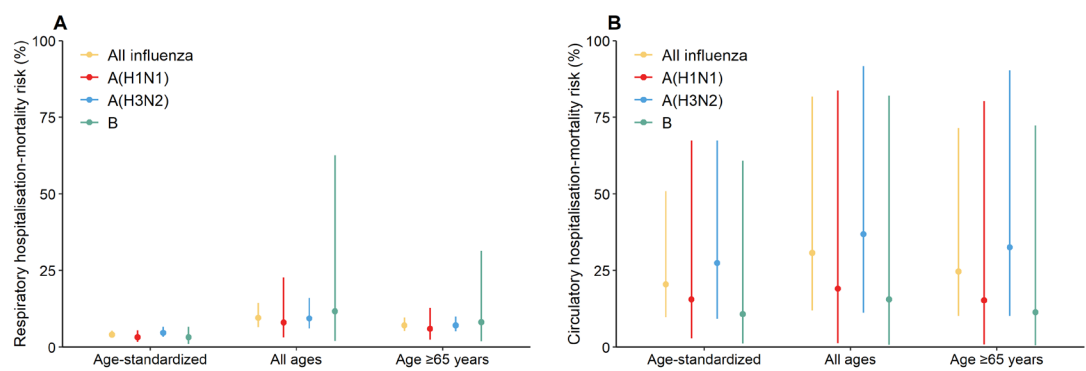 A
Respiratory hospitalisation-mortality risk (%)
100
75
50
25
0
All influenza
A(H1N1)
A(H3N2)
B
Age-standardized
All ages
Age ≥65 years
B
Circulatory hospitalisation-mortality risk (%)
100
75
50
25
0
All influenza
A(H1N1)
A(H3N2)
B
Age-standardized
All ages
Age ≥65 years